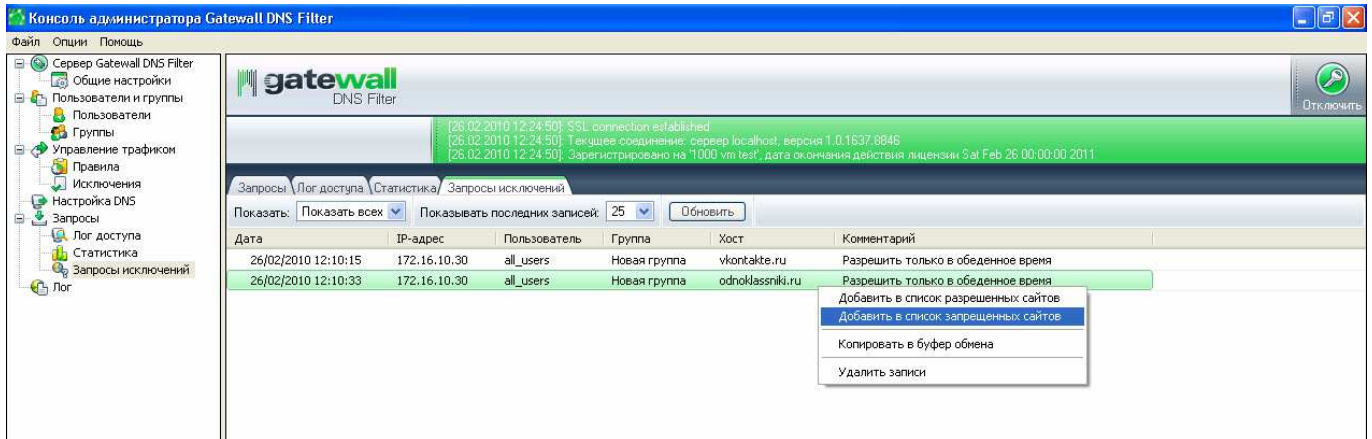 Консоль администратора Gatewall DNS Filter
Файл Опции Помощь
Сервер Gatewall DNS Filter
Общие настройки
Пользователи и группы
Пользователи
Группы
Управление трафиком
Правила
Исключения
Настройка DNS
Запросы
Лог доступа
Статистика
Запросы исключений
Лог
gatewall
DNS Filter
Отключить
[26.02.2010 12:24:50]: SSL connection established
[26.02.2010 12:24:50]: Текущее соединение: сервер localhost, версия 1.0.1637.8846
[26.02.2010 12:24:50]: Зарегистрировано на '1000 vm test', дата окончания действия лицензии Sat Feb 26 00:00:00 2011
Запросы Лог доступа Статистика Запросы исключений
Показать: Показать всех Показывать последних записей: 25 Обновить
Дата IP-адрес Пользователь Группа Хост Комментарий
26/02/2010 12:10:15 172.16.10.30 all_users Новая группа vkontakte.ru Разрешить только в обеденное время
26/02/2010 12:10:33 172.16.10.30 all_users Новая группа odnoklassniki.ru Разрешить только в обеденное время
Добавить в список разрешенных сайтов
Добавить в список запрещенных сайтов
Копировать в буфер обмена
Удалить записи